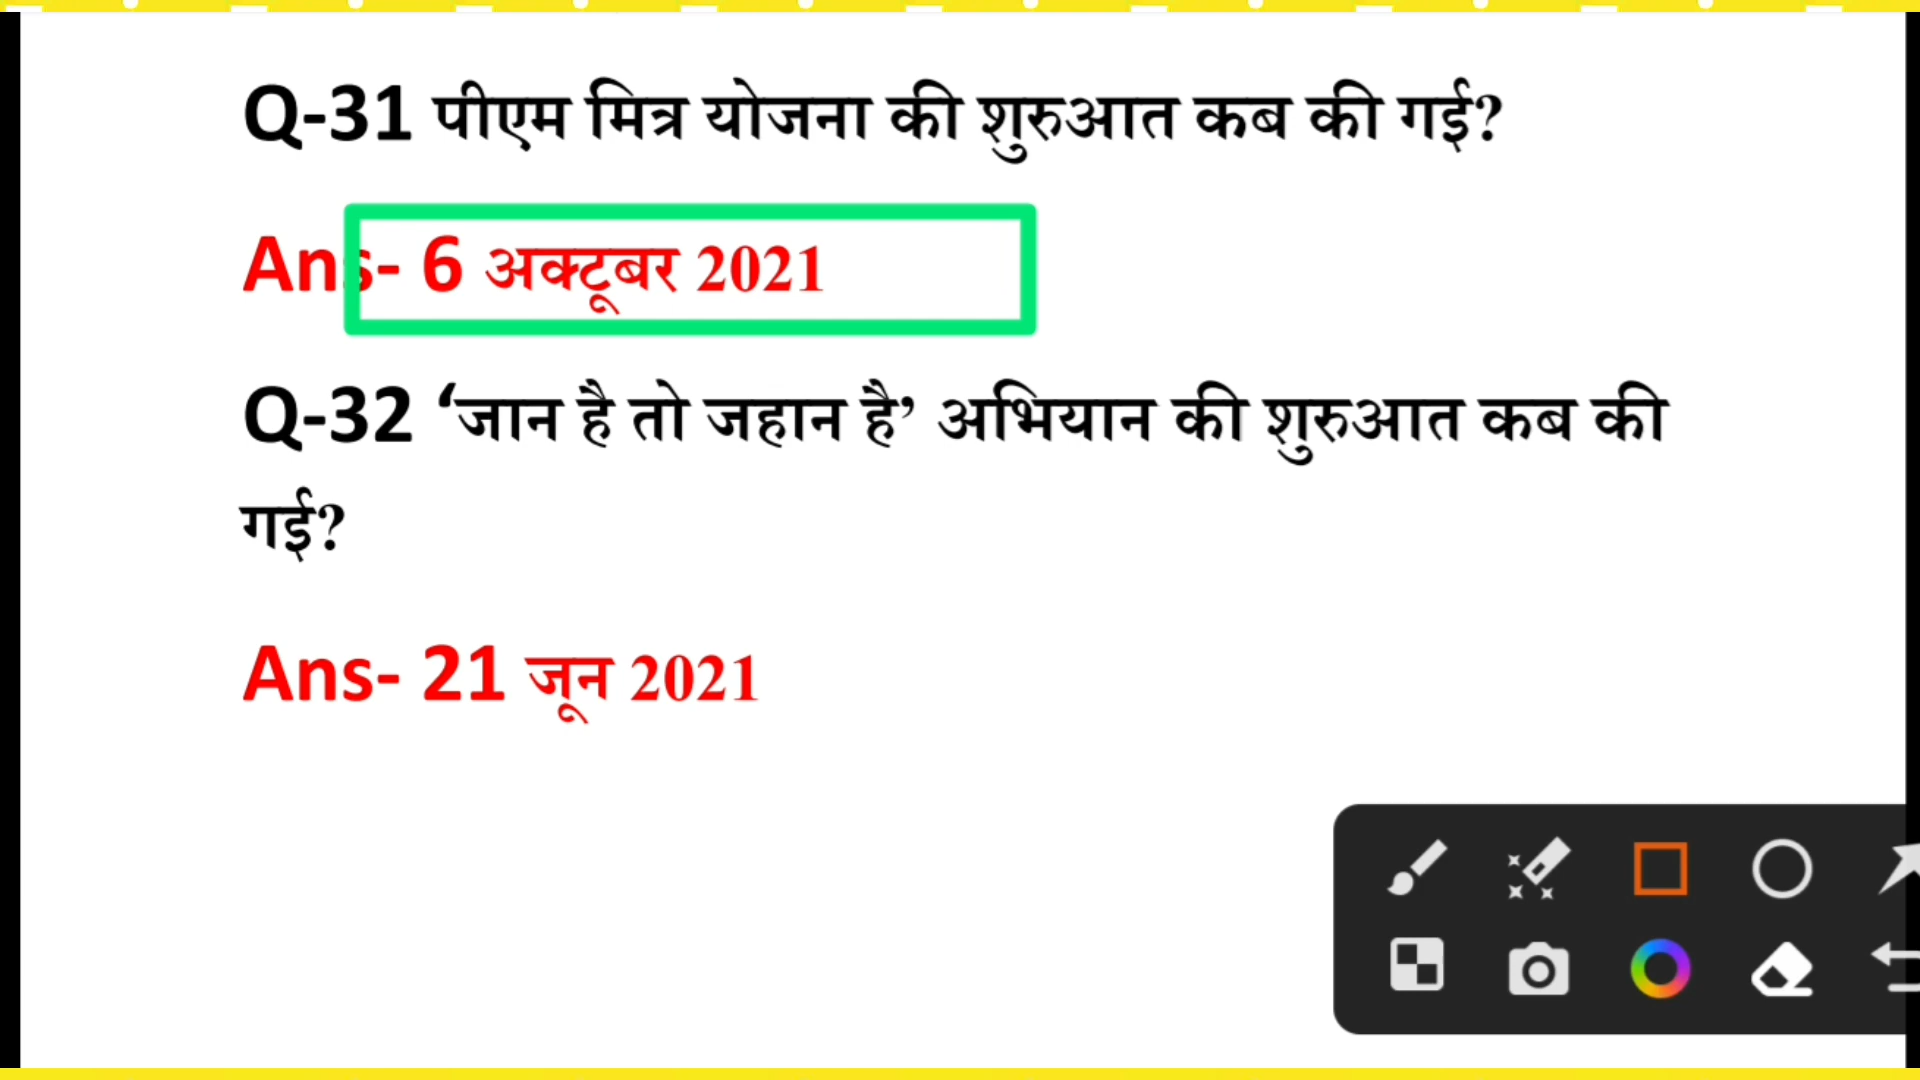 Q-31 पीएम मित्र योजना की शुरुआत कब की गई?
Ans- 6 अक्टूबर 2021
Q-32 ‘जान है तो जहान है’ अभियान की शुरुआत कब की
गई?
Ans- 21 जून 2021